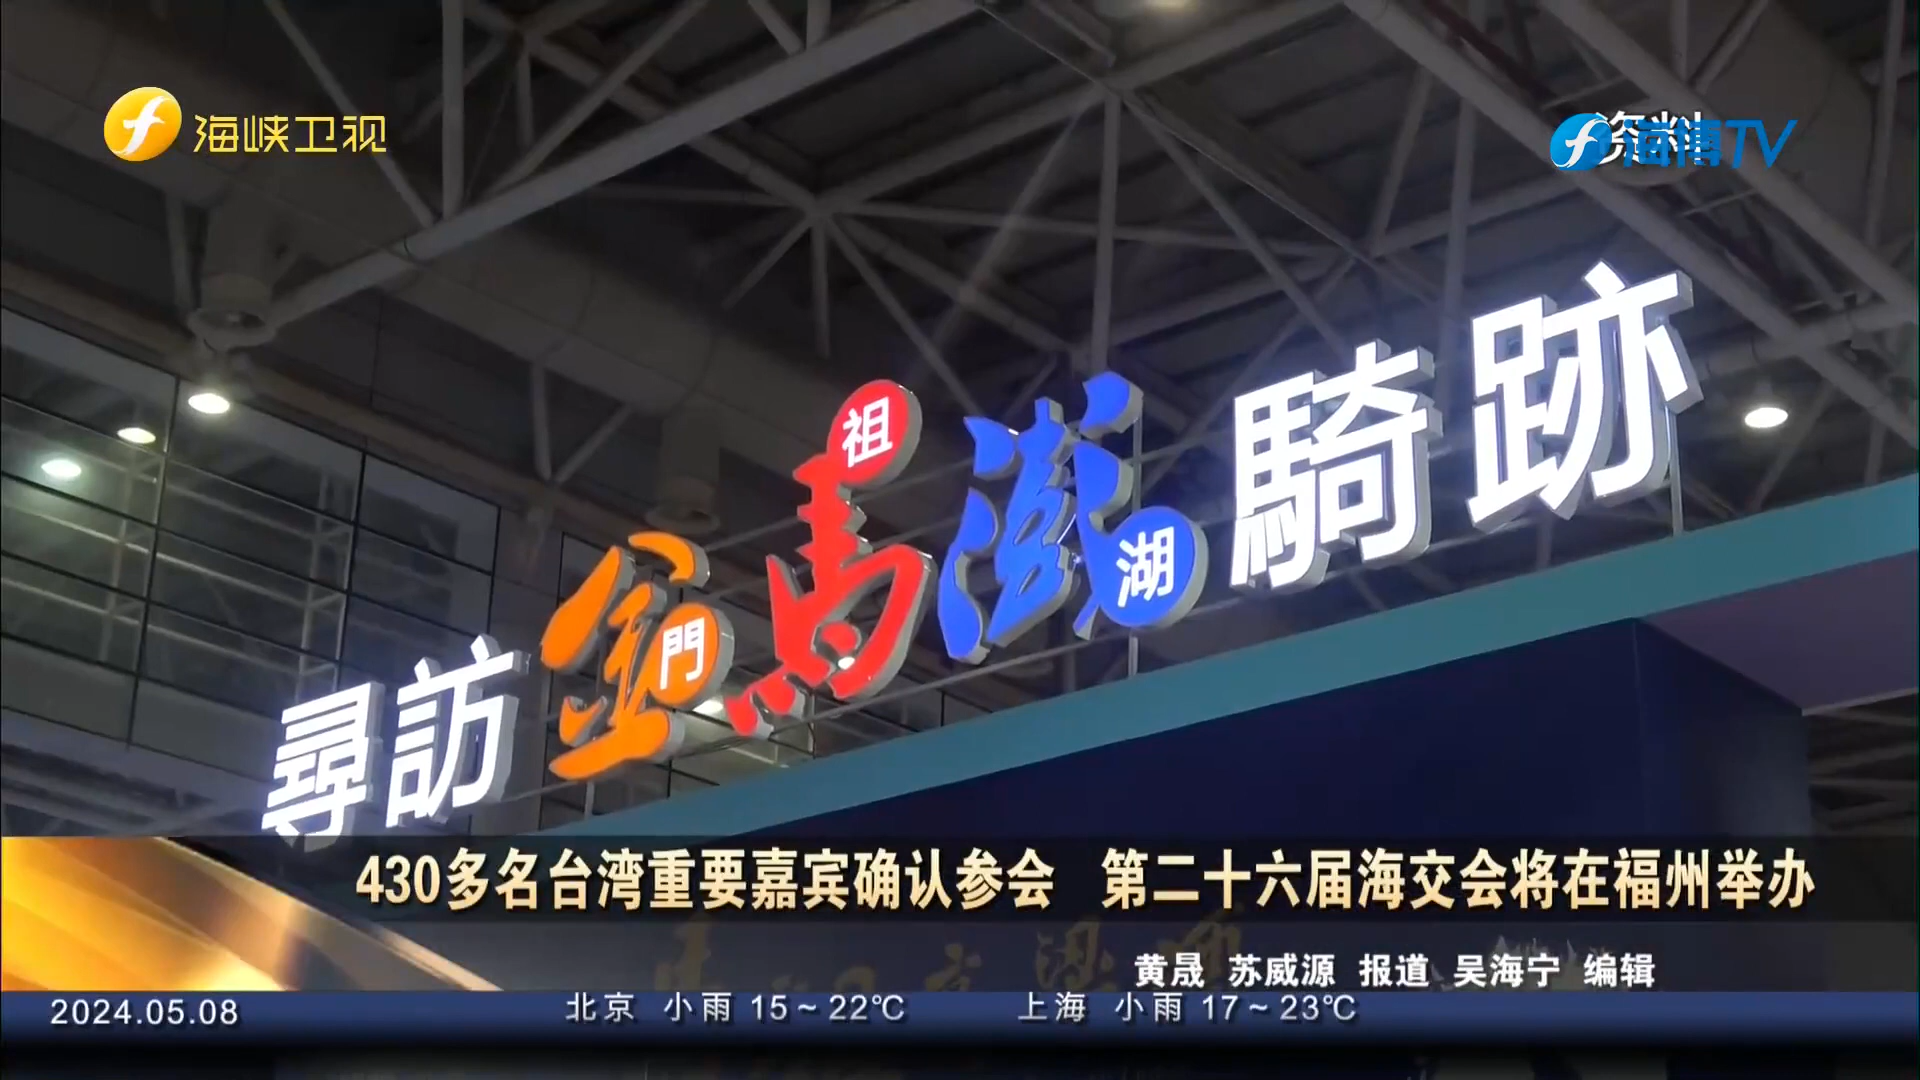 海峡卫视
资料
海博TV
尋訪金門馬祖澎湖騎跡
430多名台湾重要嘉宾确认参会 第二十六届海交会将在福州举办
黄晟 苏威源 报道 吴海宁 编辑
2024.05.08 北京 小雨 15～22℃ 上海 小雨 17～23℃